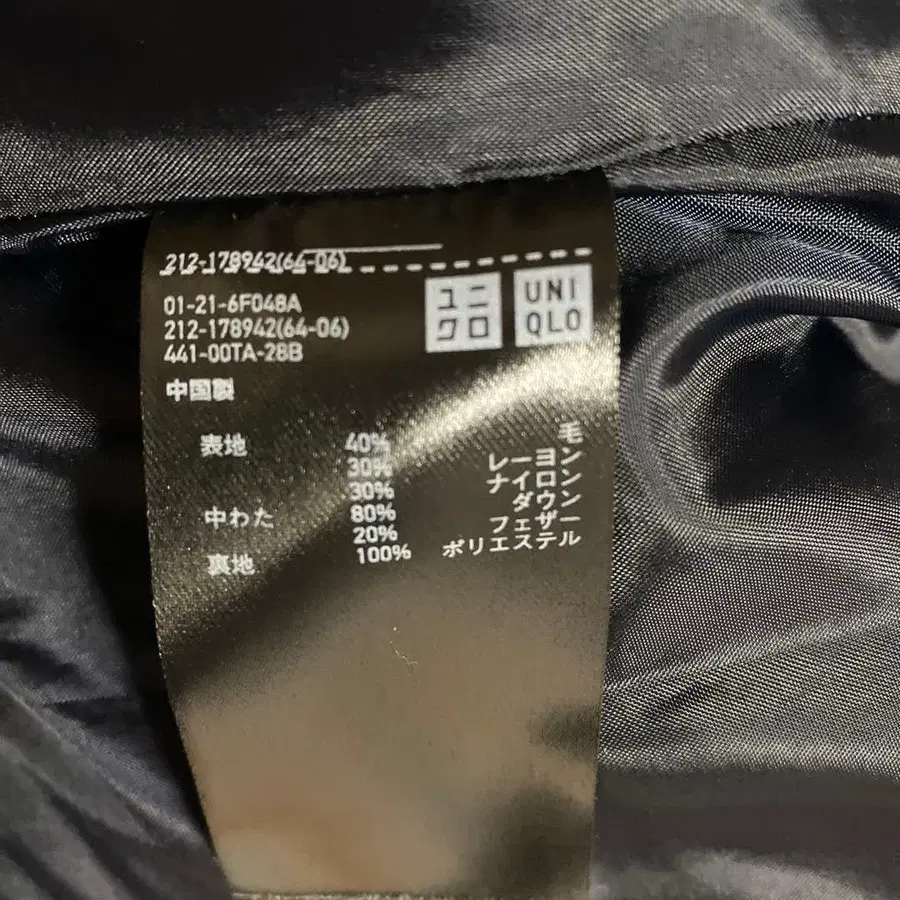 212-178942(64-06)
01-21-6F048A
212-178942(64-06)
441-00TA-28B
ユニ
クロ
UNI
QLO
中国製
表地 40% 毛
30% レーヨン
30% ナイロン
中わた 80% ダウン
20% フェザー
裏地 100% ポリエステル